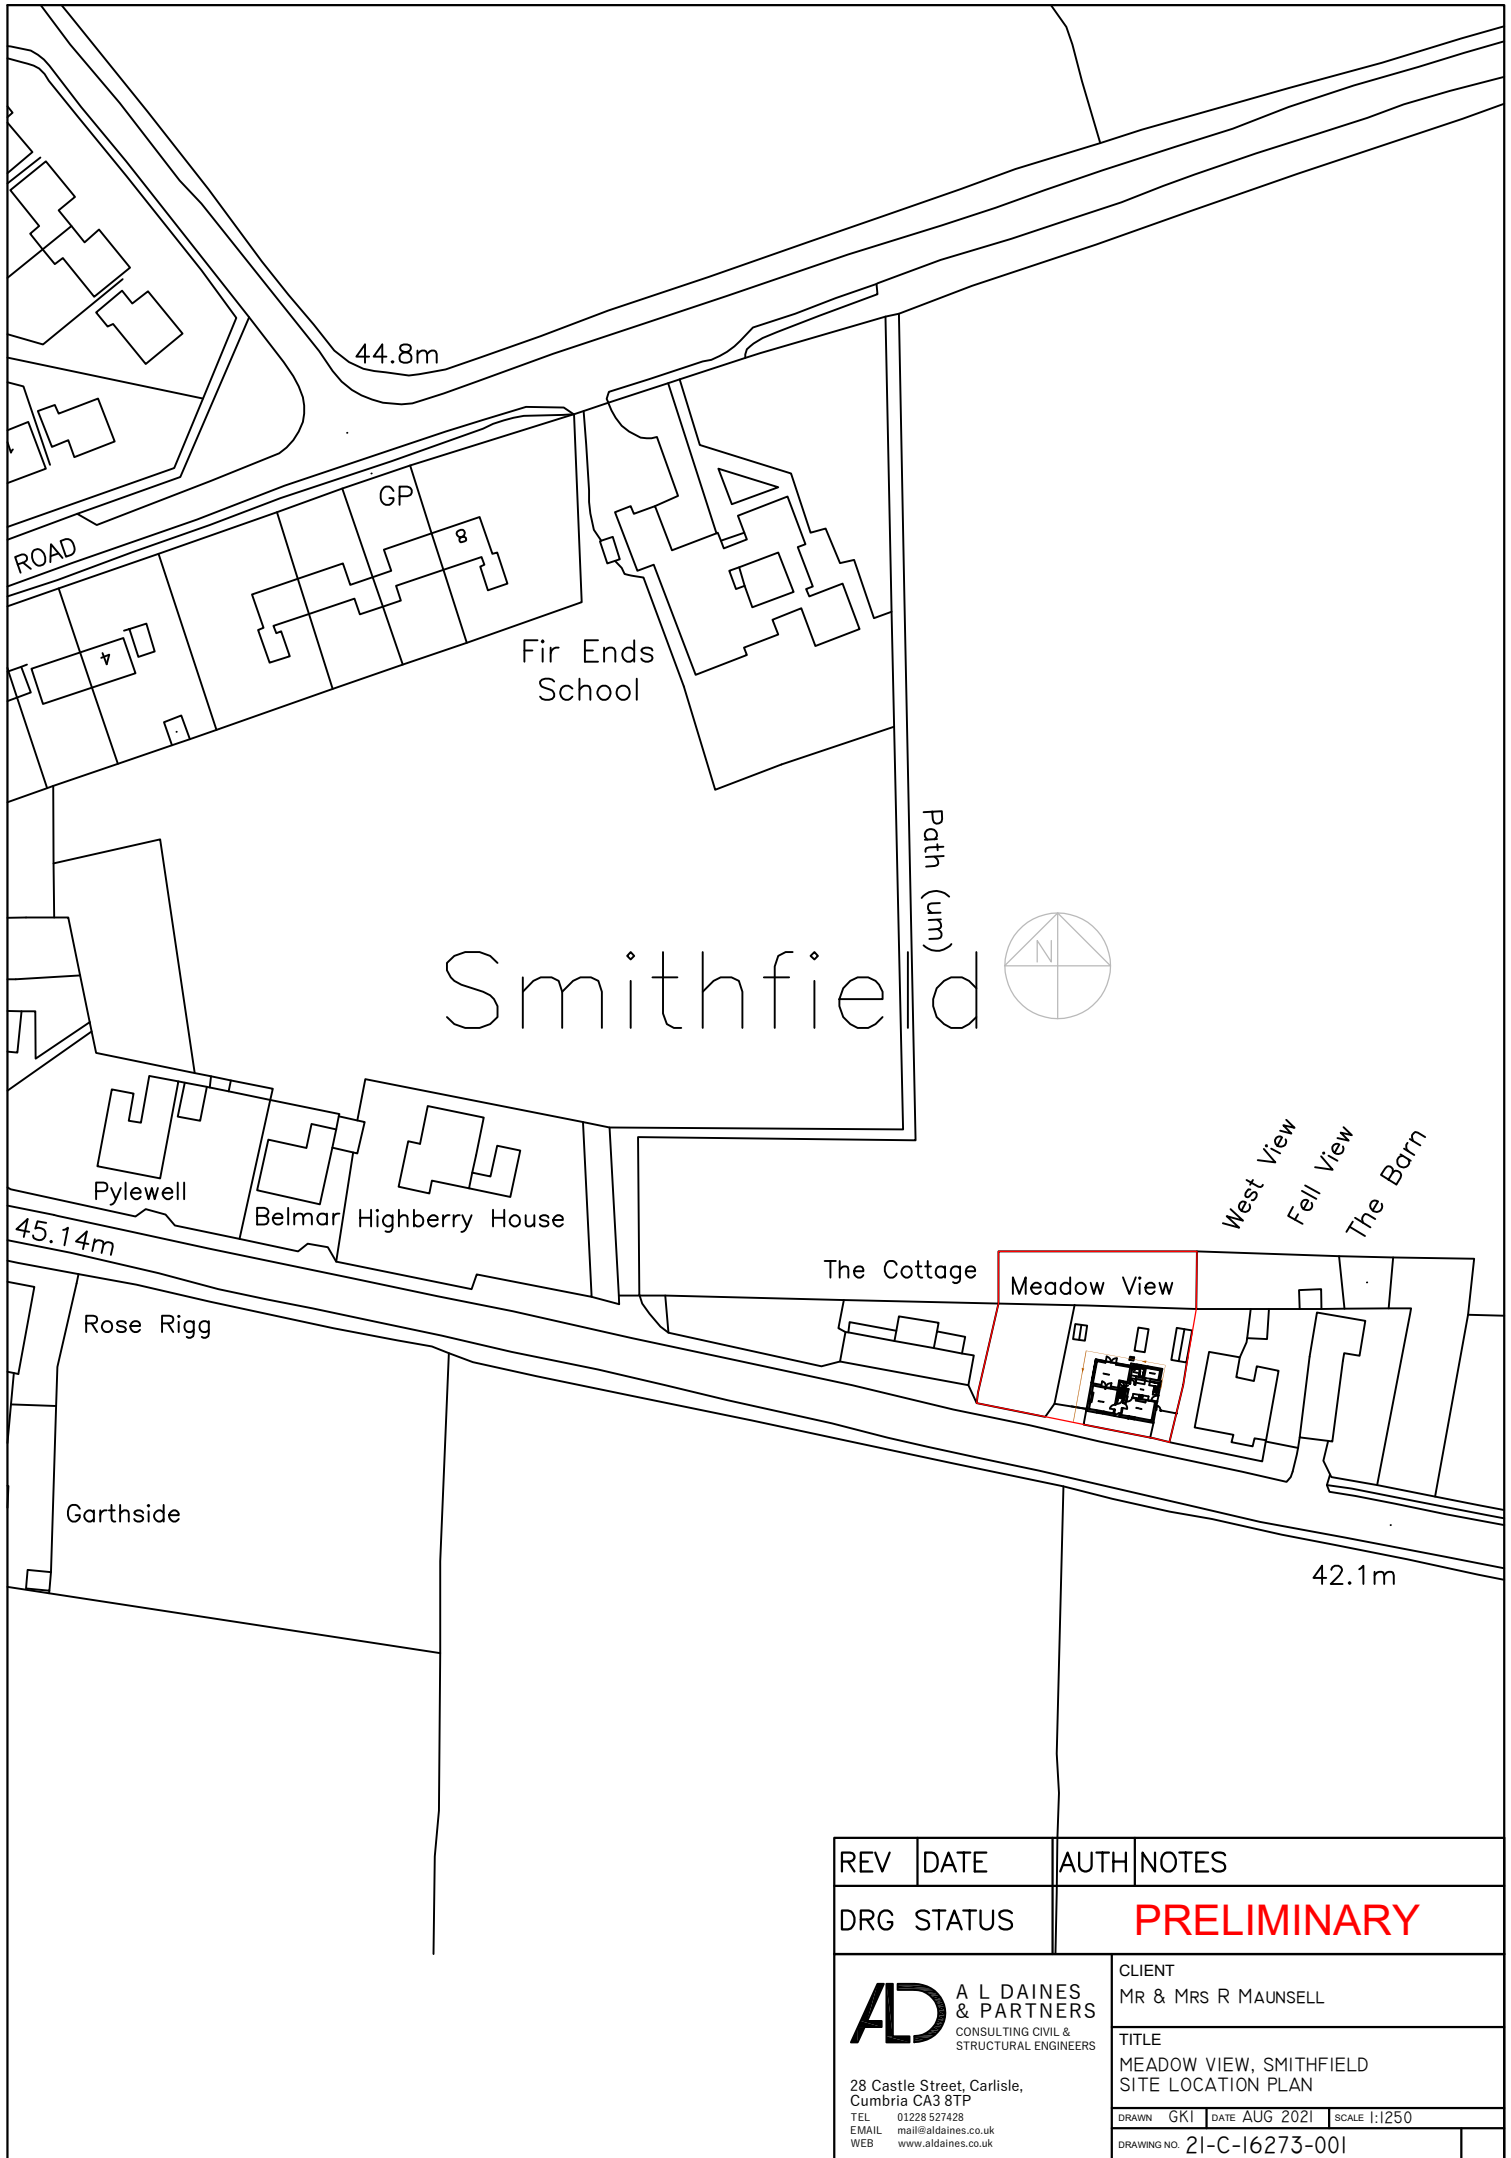 44.8m
GP
8
ROAD
4
1
Fir Ends
School
Path (um)
Smithfield
N
West View
Fell View
The Barn
Pylewell
Belmar
Highberry House
45.14m
The Cottage
Meadow View
Rose Rigg
Garthside
42.1m
REV DATE AUTH NOTES
DRG STATUS PRELIMINARY
ALD
A L DAINES
& PARTNERS
CONSULTING CIVIL &
STRUCTURAL ENGINEERS
28 Castle Street, Carlisle,
Cumbria CA3 8TP
TEL 01228 527428
EMAIL mail@aldaines.co.uk
WEB www.aldaines.co.uk
CLIENT
MR & MRS R MAUNSELL
TITLE
MEADOW VIEW, SMITHFIELD
SITE LOCATION PLAN
DRAWN GK1 DATE AUG 2021 SCALE 1:1250
DRAWING NO. 21-C-16273-001